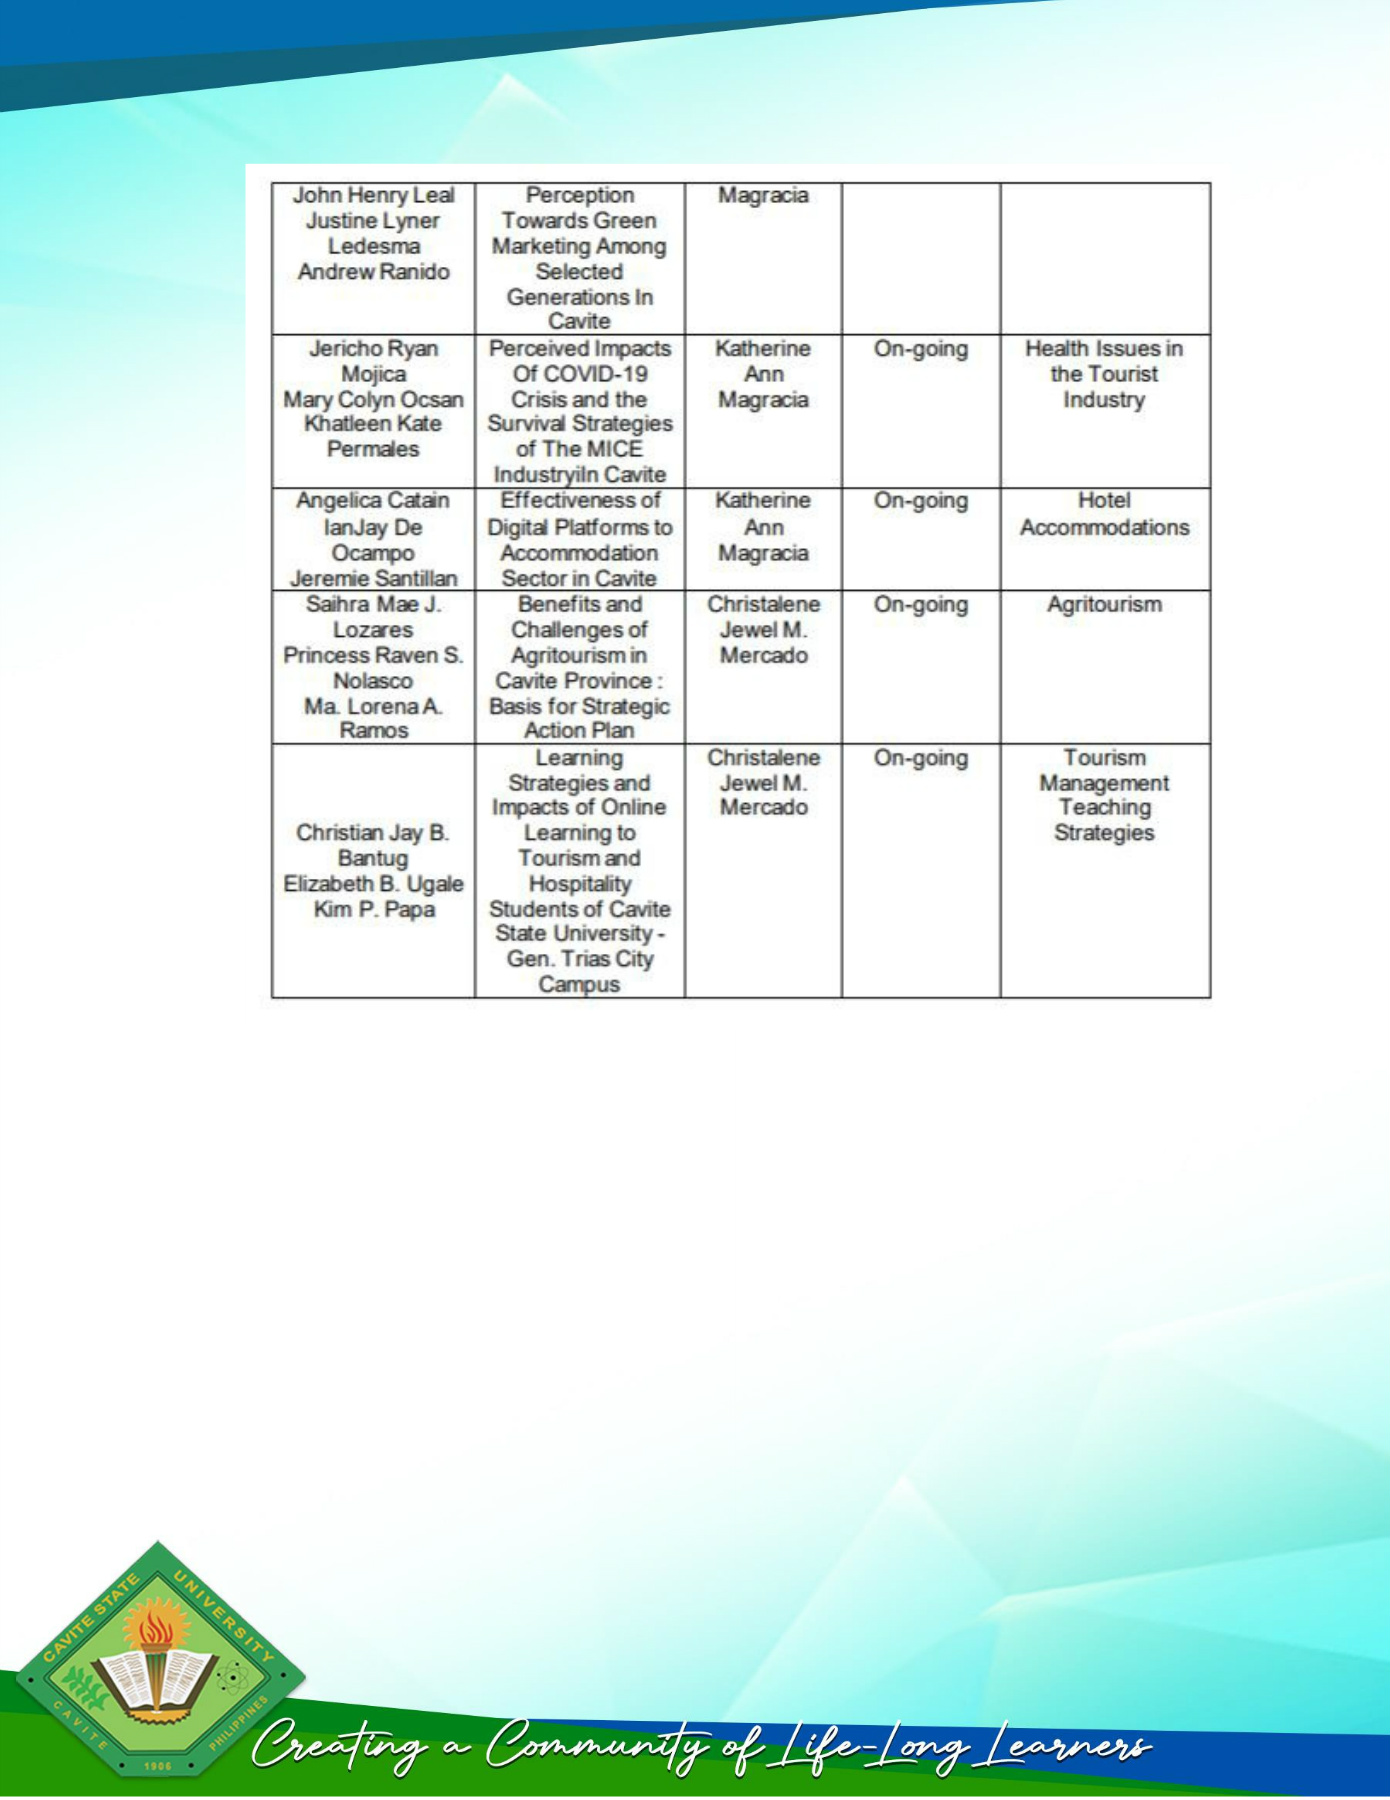 John Henry Leal
Justine Lyner
Ledesma
Andrew Ranido
Perception
Towards Green
Marketing Among
Selected
Generations In
Cavite
Magracia
Jericho Ryan
Mojica
Mary Colyn Ocsan
Khatleen Kate
Permales
Perceived Impacts
Of COVID-19
Crisis and the
Survival Strategies
of The MICE
IndustryiIn Cavite
Katherine
Ann
Magracia
On-going
Health Issues in
the Tourist
Industry
Angelica Catain
IanJay De
Ocampo
Jeremie Santillan
Effectiveness of
Digital Platforms to
Accommodation
Sector in Cavite
Katherine
Ann
Magracia
On-going
Hotel
Accommodations
Saihra Mae J.
Lozares
Princess Raven S.
Nolasco
Ma. Lorena A.
Ramos
Benefits and
Challenges of
Agritourism in
Cavite Province :
Basis for Strategic
Action Plan
Christalene
Jewel M.
Mercado
On-going
Agritourism
Christian Jay B.
Bantug
Elizabeth B. Ugale
Kim P. Papa
Learning
Strategies and
Impacts of Online
Learning to
Tourism and
Hospitality
Students of Cavite
State University -
Gen. Trias City
Campus
Christalene
Jewel M.
Mercado
On-going
Tourism
Management
Teaching
Strategies
CAVITE STATE UNIVERSITY
CAVITE
1906
PHILIPPINES
Creating a Community of Life-Long Learners